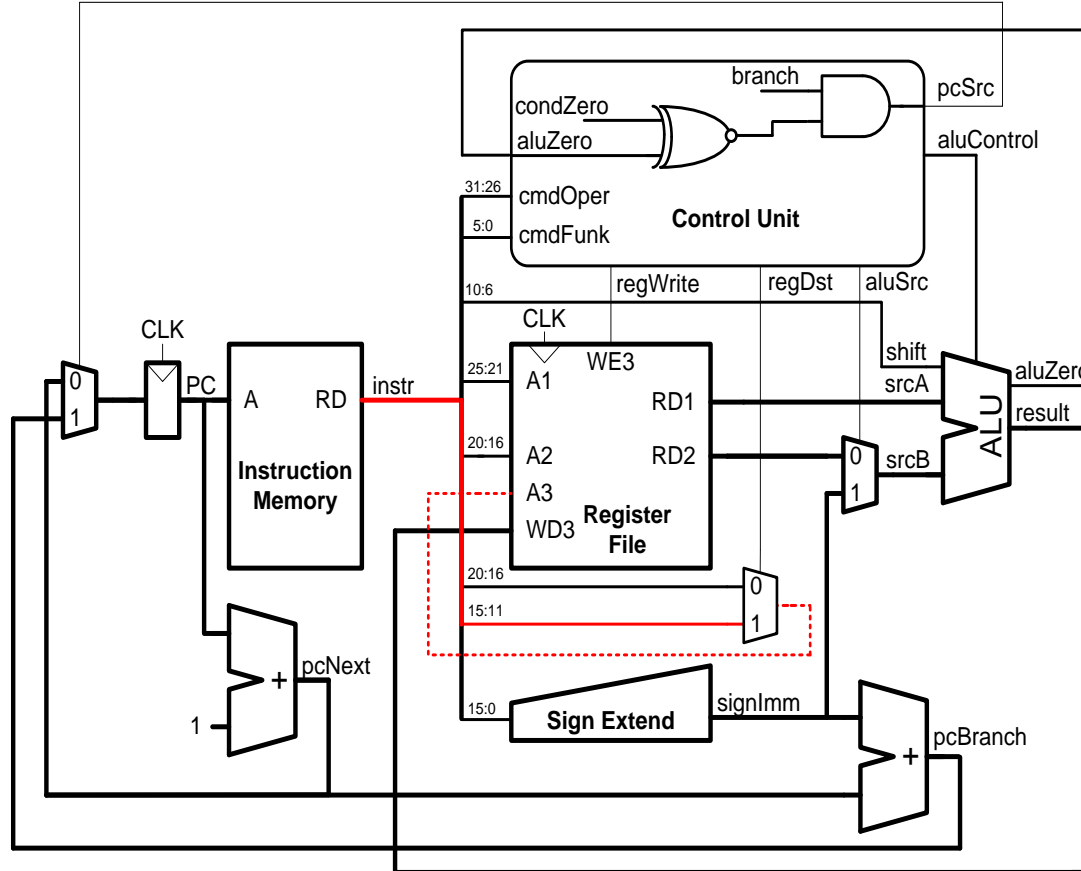 branch
pcSrc
condZero
aluZero
aluControl
31:26
cmdOper
Control Unit
5:0
cmdFunk
regWrite
regDst
aluSrc
10:6
CLK
CLK
shift
WE3
0
PC
instr
25:21
A1
srcA
aluZero
A
RD
RD1
1
result
ALU
20:16
A2
RD2
0
srcB
Instruction
Memory
A3
1
Register
File
WD3
20:16
0
15:11
1
pcNext
+
15:0
Sign Extend
signImm
1
pcBranch
+